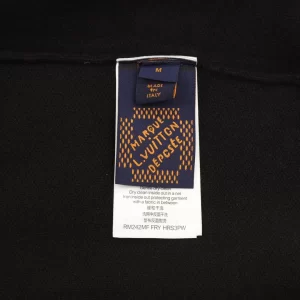 M
MADE
IN
ITALY
MARQUE
L.VUITTON
DÉPOSÉE
Dry clean inside out in a net
Iron inside out protecting garment
with a fabric in between
RM242MF FRY HRS3PW